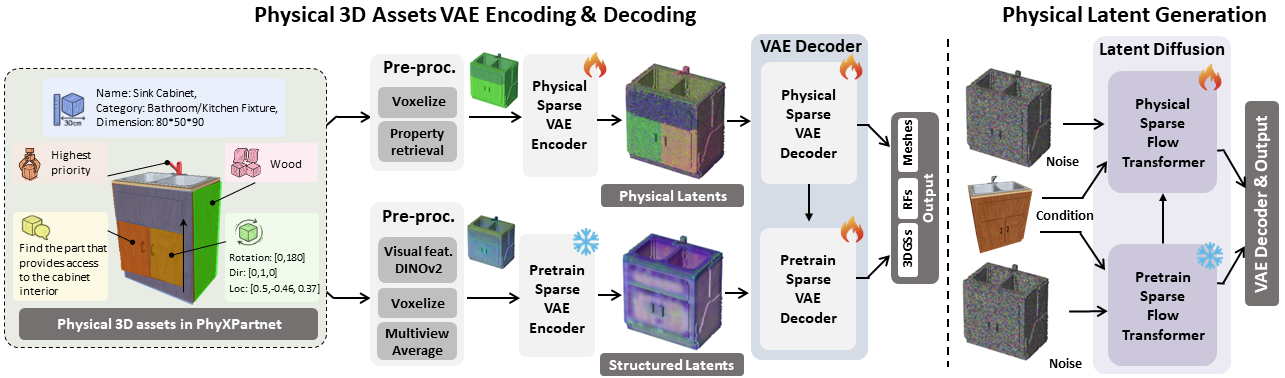 Physical 3D Assets VAE Encoding & Decoding
Name: Sink Cabinet,
Category: Bathroom/Kitchen Fixture,
Dimension: 80*50*90
30cm
Highest
priority
Wood
Find the part that
provides access
to the cabinet
interior
Rotation: [0,180]
Dir: [0,1,0]
Loc: [0.5,-0.46, 0.37]
Physical 3D assets in PhyXPartnet
Pre-proc.
Voxelize
Property
retrieval
Physical
Sparse
VAE
Encoder
Physical Latents
Pre-proc.
Visual feat.
DINOv2
Voxelize
Multiview
Average
Pretrain
Sparse
VAE
Encoder
Structured Latents
VAE Decoder
Physical
Sparse
VAE
Decoder
Pretrain
Sparse
VAE
Decoder
Meshes
RFs
3DGSs
Output
Physical Latent Generation
Noise
Condition
Noise
Latent Diffusion
Physical
Sparse
Flow
Transformer
Pretrain
Sparse
Flow
Transformer
VAE Decoder & Output